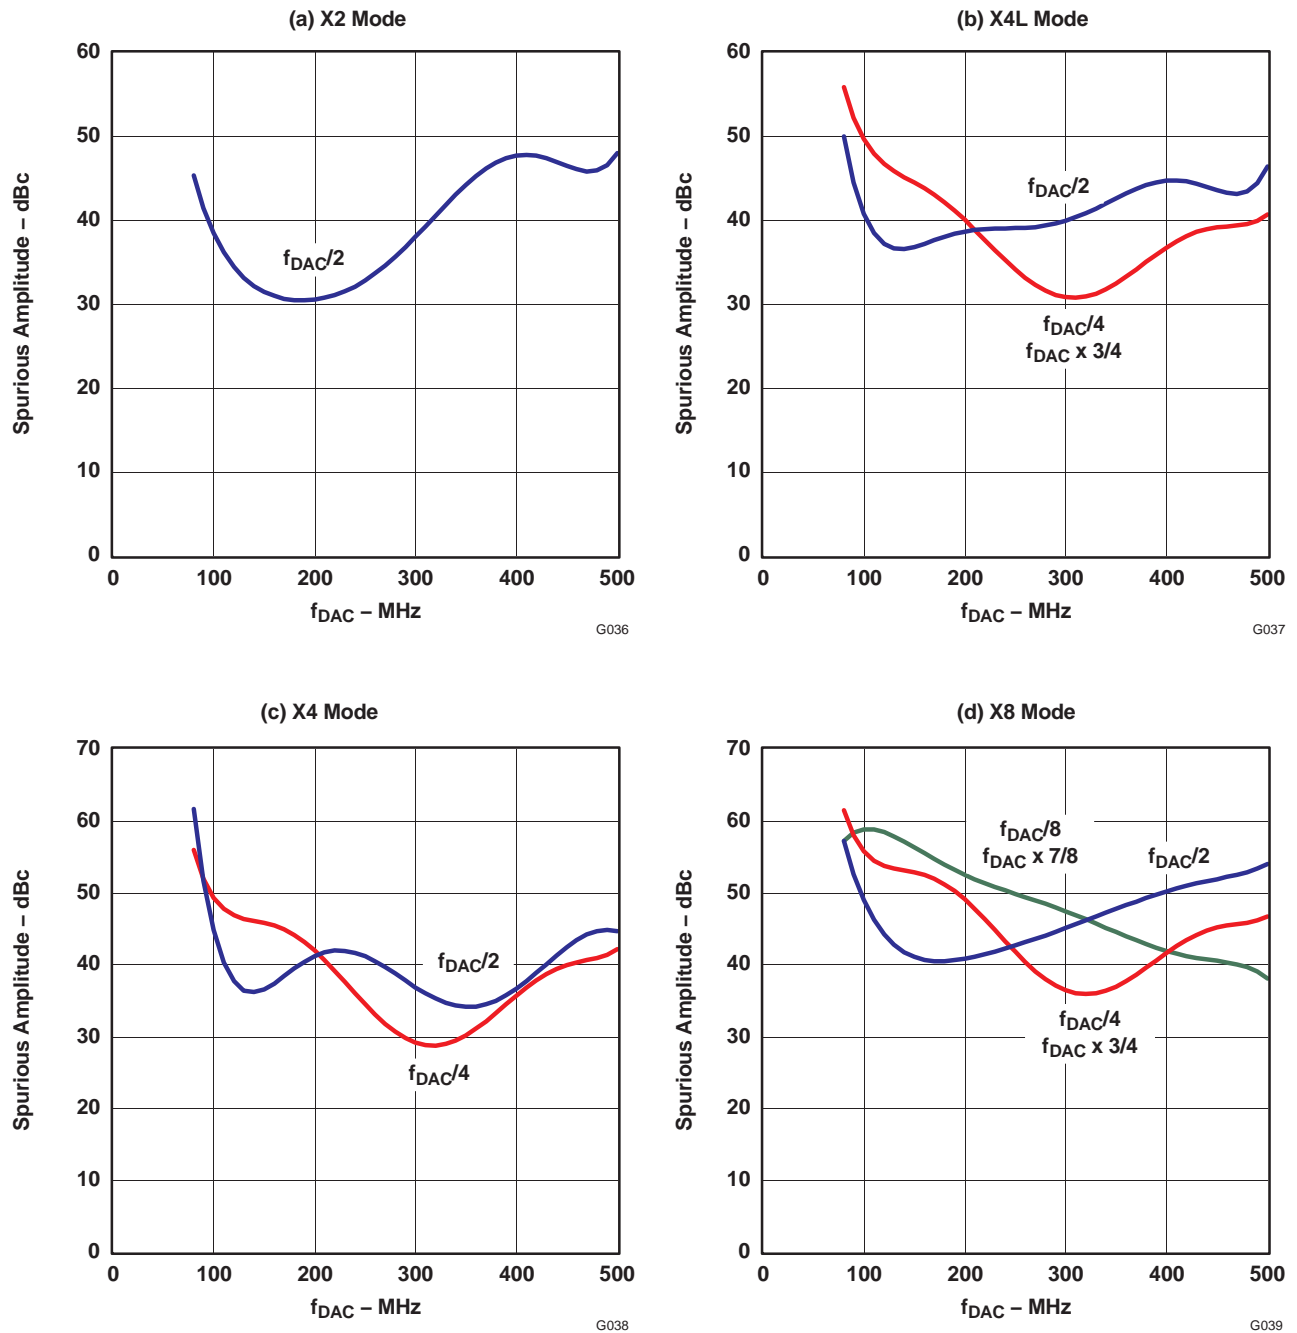 (a) X2 Mode
60
50
40
30
20
10
0
0 100 200 300 400 500
Spurious Amplitude – dBc
fDAC – MHz
fDAC/2
G036
(b) X4L Mode
60
50
40
30
20
10
0
0 100 200 300 400 500
Spurious Amplitude – dBc
fDAC – MHz
fDAC/2
fDAC/4
fDAC x 3/4
G037
(c) X4 Mode
70
60
50
40
30
20
10
0
0 100 200 300 400 500
Spurious Amplitude – dBc
fDAC – MHz
fDAC/2
fDAC/4
G038
(d) X8 Mode
70
60
50
40
30
20
10
0
0 100 200 300 400 500
Spurious Amplitude – dBc
fDAC – MHz
fDAC/8
fDAC x 7/8
fDAC/2
fDAC/4
fDAC x 3/4
G039